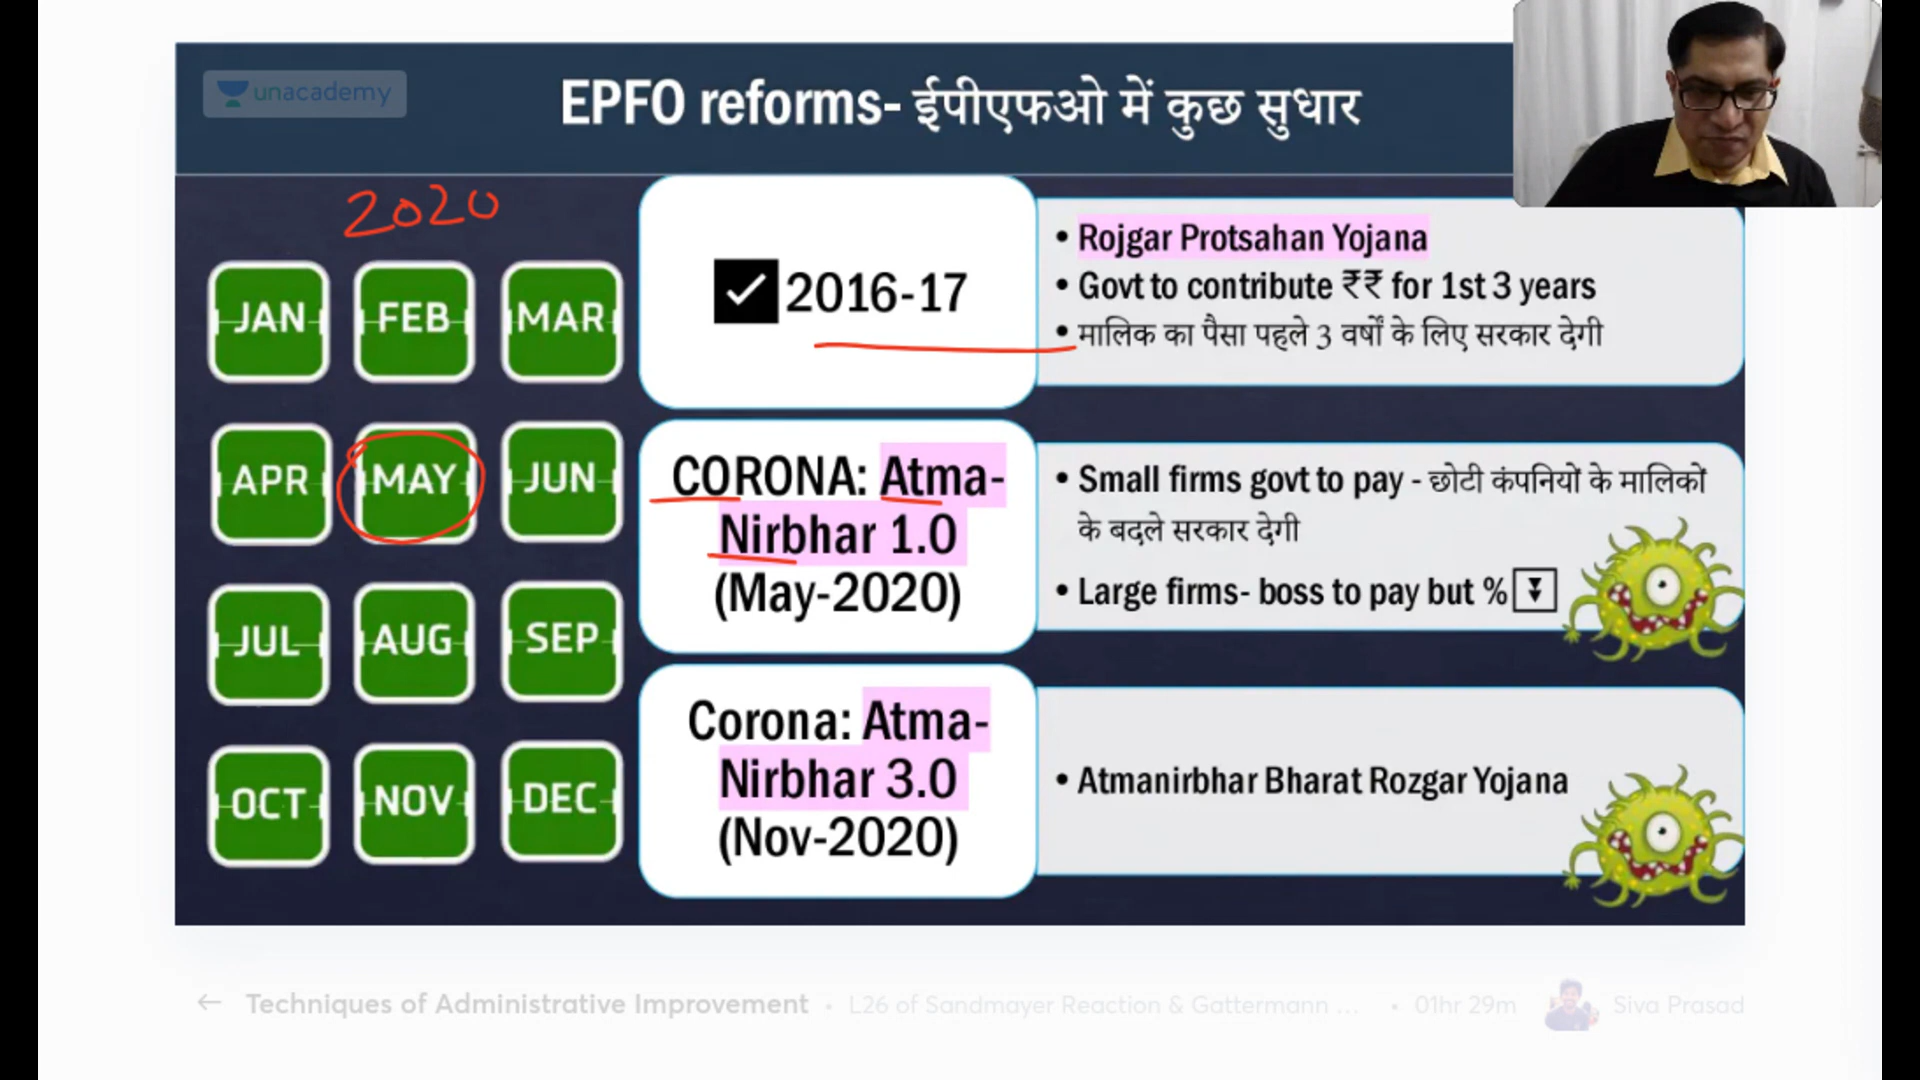 unacademy
EPFO reforms- ईपीएफओ में कुछ सुधार
2020
JAN FEB MAR
APR MAY JUN
JUL AUG SEP
OCT NOV DEC
2016-17
• Rojgar Protsahan Yojana
• Govt to contribute ₹₹ for 1st 3 years
• मालिक का पैसा पहले 3 वर्षों के लिए सरकार देगी
CORONA: Atma-
Nirbhar 1.0
(May-2020)
• Small firms govt to pay - छोटी कंपनियों के मालिकों
के बदले सरकार देगी
• Large firms- boss to pay but %
Corona: Atma-
Nirbhar 3.0
(Nov-2020)
• Atmanirbhar Bharat Rozgar Yojana
← Techniques of Administrative Improvement • L26 of Sandmayer Reaction & Gattermann ... • 01hr 29m Siva Prasad